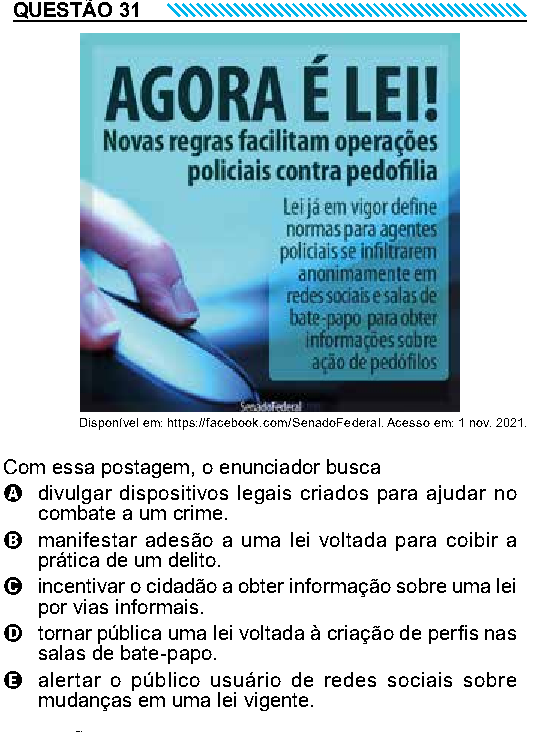 QUESTÃO 31
AGORA É LEI!
Novas regras facilitam operações
policiais contra pedofilia
Lei já em vigor define
normas para agentes
policiais se infiltrarem
anonimamente em
redes sociais e salas de
bate-papo para obter
informações sobre
ação de pedófilos
SenadoFederal
Disponível em: https://facebook.com/SenadoFederal. Acesso em: 1 nov. 2021.
Com essa postagem, o enunciador busca
A divulgar dispositivos legais criados para ajudar no
combate a um crime.
B manifestar adesão a uma lei voltada para coibir a
prática de um delito.
C incentivar o cidadão a obter informação sobre uma lei
por vias informais.
D tornar pública uma lei voltada à criação de perfis nas
salas de bate-papo.
E alertar o público usuário de redes sociais sobre
mudanças em uma lei vigente.